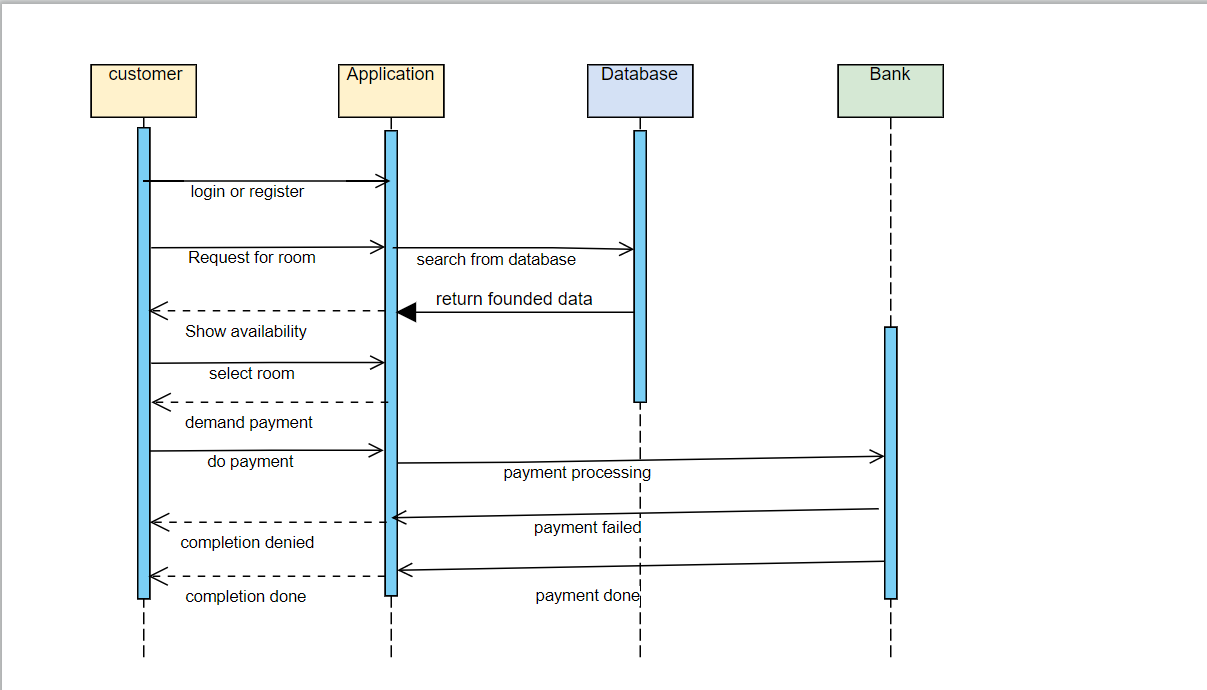 customer
Application
Database
Bank
login or register
Request for room
search from database
return founded data
Show availability
select room
demand payment
do payment
payment processing
payment failed
completion denied
payment done
completion done